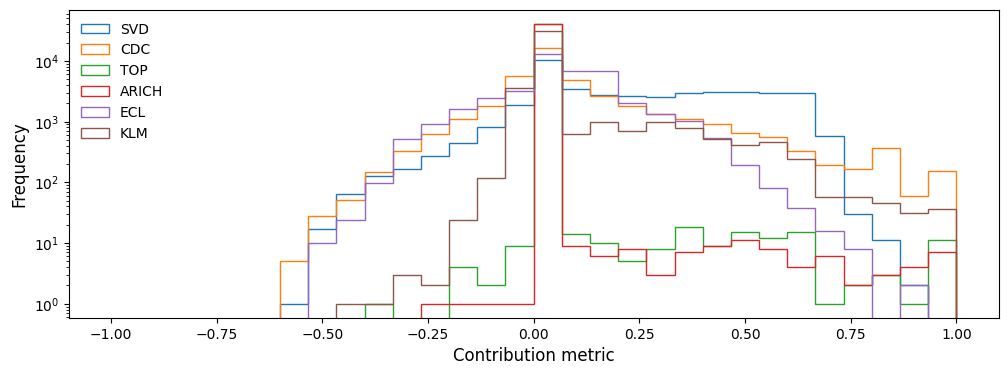 SVD
CDC
TOP
ARICH
ECL
KLM
Frequency
10⁴
10³
10²
10¹
10⁰
−1.00 −0.75 −0.50 −0.25 0.00 0.25 0.50 0.75 1.00
Contribution metric